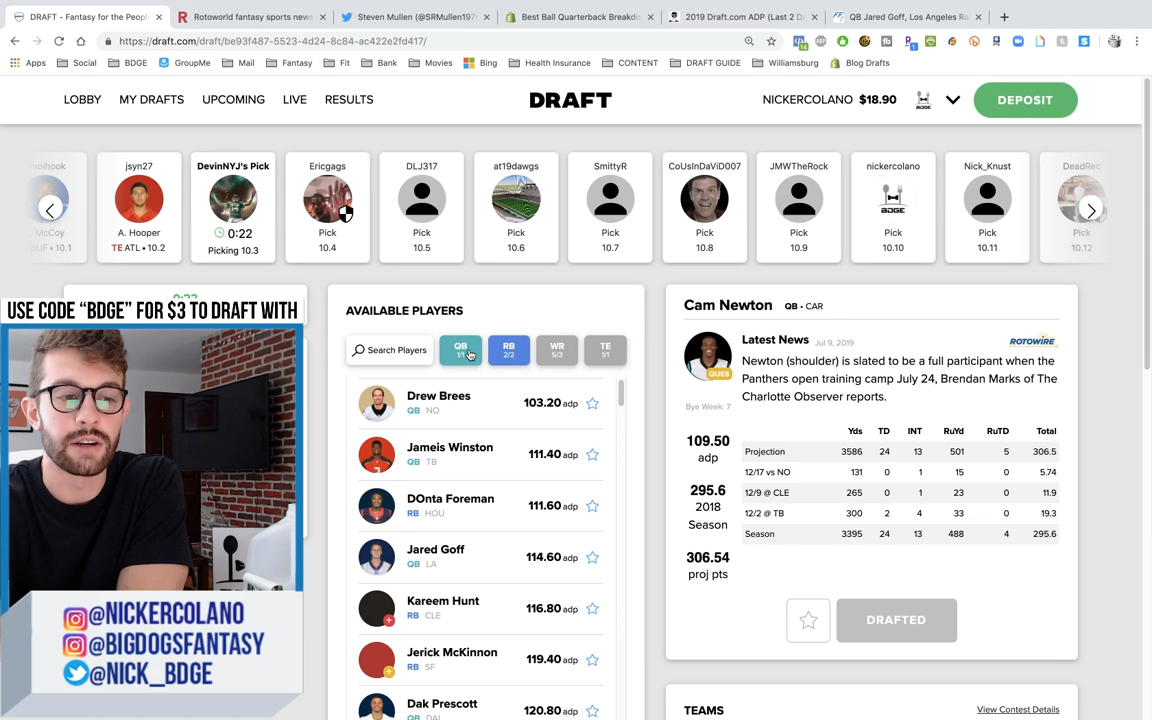 DRAFT - Fantasy for the People
Rotoworld fantasy sports news
Steven Mullen (@SRMullen197
Best Ball Quarterback Breakdo
2019 Draft.com ADP (Last 2 Da
QB Jared Goff, Los Angeles Ra
https://draft.com/draft/be93f487-5523-4d24-8c84-ac422e2fd417/
Apps Social BDGE GroupMe Mail Fantasy Fit Bank Movies Bing Health Insurance CONTENT DRAFT GUIDE Williamsburg Blog Drafts
LOBBY MY DRAFTS UPCOMING LIVE RESULTS DRAFT NICKERCOLANO $18.90 DEPOSIT
molhook jsyn27 DevinNYJ's Pick Ericgags DLJ317 at19dawgs SmittyR CoUsInDaViD007 JMWTheRock nickercolano Nick_Knust DeadRec
BDGE
McCoy A. Hooper 0:22 Pick Pick Pick Pick Pick Pick Pick Pick Pick
BUF • 10.1 TE ATL • 10.2 Picking 10.3 10.4 10.5 10.6 10.7 10.8 10.9 10.10 10.11 10.12
USE CODE "BDGE" FOR $3 TO DRAFT WITH
@NICKERCOLANO
@BIGDOGSFANTASY
@NICK_BDGE
AVAILABLE PLAYERS
Search Players
QB 1/1
RB 2/2
WR 5/3
TE 1/1
Drew Brees
QB NO
103.20 adp
Jameis Winston
QB TB
111.40 adp
DOnta Foreman
RB HOU
111.60 adp
Jared Goff
QB LA
114.60 adp
Kareem Hunt
RB CLE
116.80 adp
Jerick McKinnon
RB SF
119.40 adp
Dak Prescott
QB DAL
120.80 adp
Cam Newton QB • CAR
QUES
Bye Week: 7
Latest News Jul 9, 2019
ROTOWIRE
Newton (shoulder) is slated to be a full participant when the
Panthers open training camp July 24, Brendan Marks of The
Charlotte Observer reports.
109.50
adp
295.6
2018
Season
306.54
proj pts
Yds TD INT RuYd RuTD Total
Projection 3586 24 13 501 5 306.5
12/17 vs NO 131 0 1 15 0 5.74
12/9 @ CLE 265 0 1 23 0 11.9
12/2 @ TB 300 2 4 33 0 19.3
Season 3395 24 13 488 4 295.6
DRAFTED
TEAMS View Contest Details